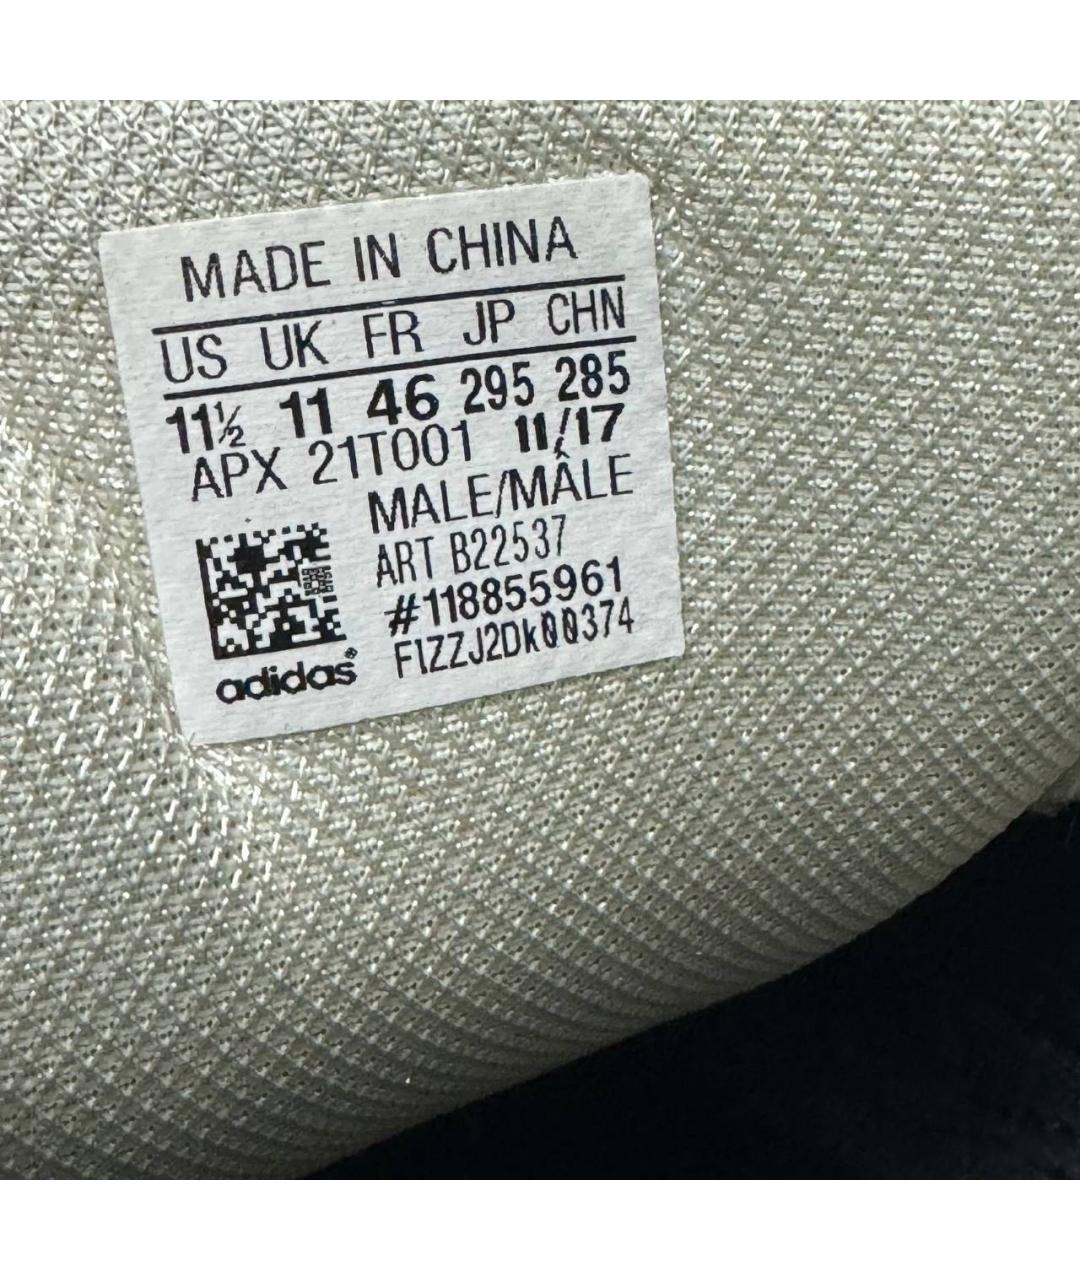 MADE IN CHINA
US UK FR JP CHN
11½ 11 46 295 285
APX 21T001 11/17
MALE/MÂLE
ART B22537
#118855961
F1ZZJ2Dk00374
adidas®